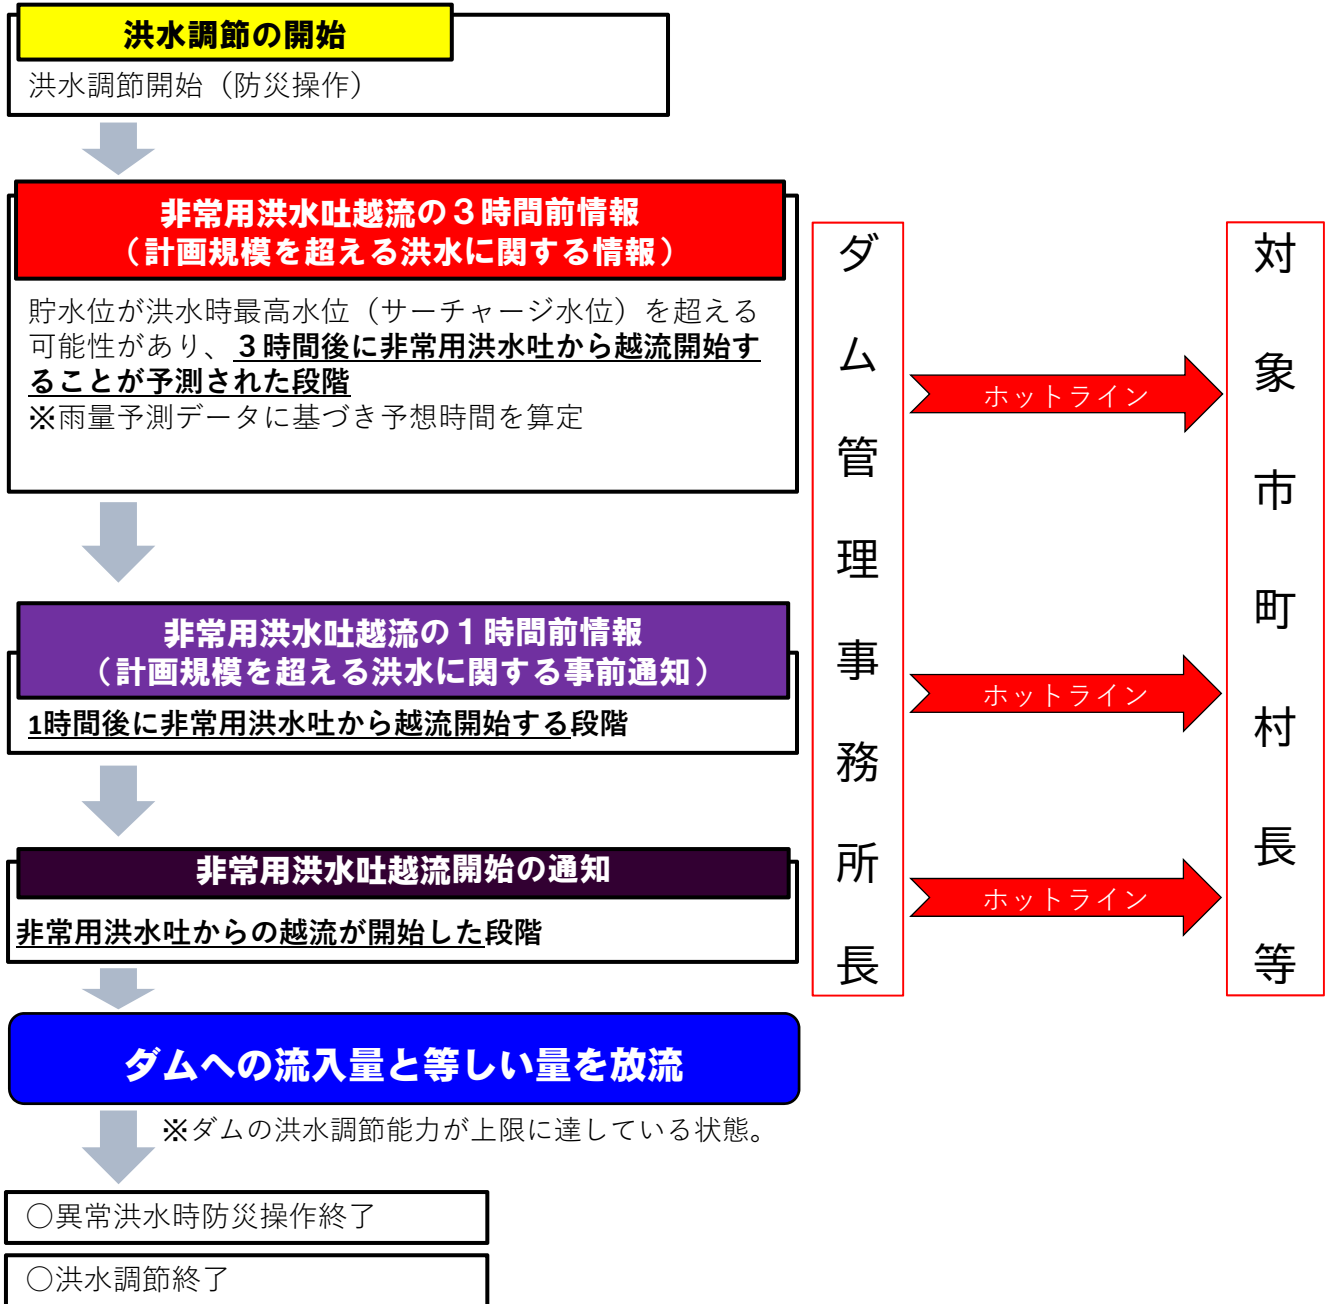 洪水調節の開始
洪水調節開始（防災操作）
非常用洪水吐越流の３時間前情報
（計画規模を超える洪水に関する情報）
貯水位が洪水時最高水位（サーチャージ水位）を超える
可能性があり、３時間後に非常用洪水吐から越流開始す
ることが予測された段階
※雨量予測データに基づき予想時間を算定
非常用洪水吐越流の１時間前情報
（計画規模を超える洪水に関する事前通知）
1時間後に非常用洪水吐から越流開始する段階
非常用洪水吐越流開始の通知
非常用洪水吐からの越流が開始した段階
ダムへの流入量と等しい量を放流
※ダムの洪水調節能力が上限に達している状態。
○異常洪水時防災操作終了
○洪水調節終了
ダム管理事務所長
ホットライン
ホットライン
ホットライン
対象市町村長等